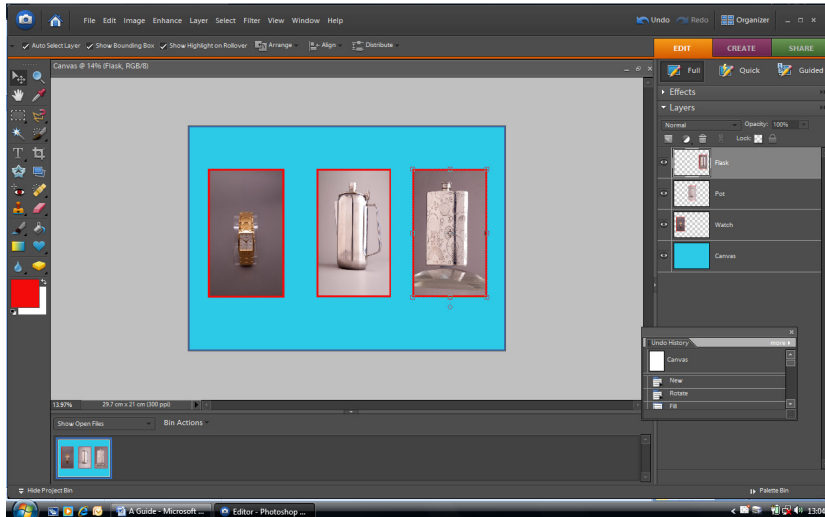 File Edit Image Enhance Layer Select Filter View Window Help
Undo Redo Organizer
Auto Select Layer Show Bounding Box Show Highlight on Rollover Arrange Align Distribute
EDIT CREATE SHARE
Canvas @ 14% (Flask, RGB/8)
Full Quick Guided
Effects
Layers
Normal Opacity: 100%
Lock:
Flask
Pot
Watch
Canvas
Undo History more
Canvas
New
Rotate
Fill
13.97% 29.7 cm x 21 cm (300 ppi)
Show Open Files Bin Actions
Hide Project Bin Palette Bin
A Guide - Microsoft ... Editor - Photoshop ... 13:04